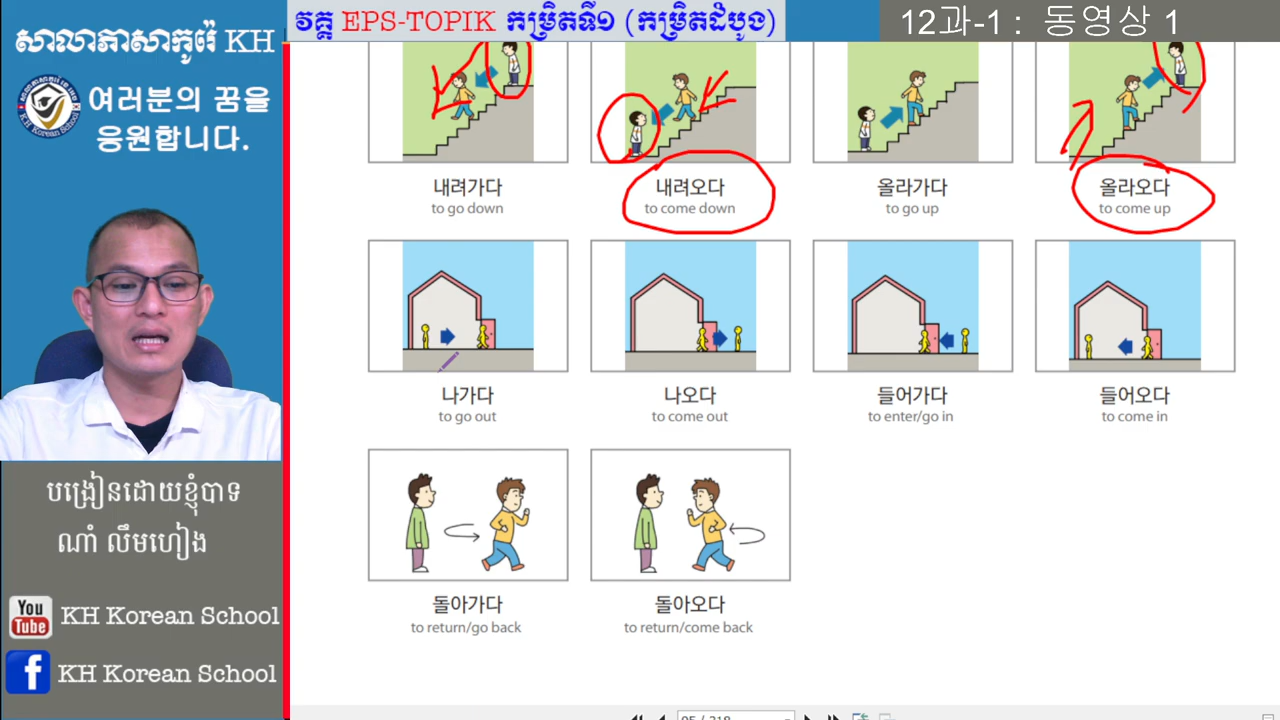 សាលាភាសាកូរ៉េ KH
វគ្គ EPS-TOPIK កម្រិតទី១ (កម្រិតដំបូង)
12과-1 : 동영상 1
여러분의 꿈을
응원합니다.
KH Korean School
내려가다
to go down
내려오다
to come down
올라가다
to go up
올라오다
to come up
나가다
to go out
나오다
to come out
들어가다
to enter/go in
들어오다
to come in
돌아가다
to return/go back
돌아오다
to return/come back
បង្រៀនដោយខ្ញុំបាទ
ណាំ លឹមហៀង
You Tube KH Korean School
f KH Korean School